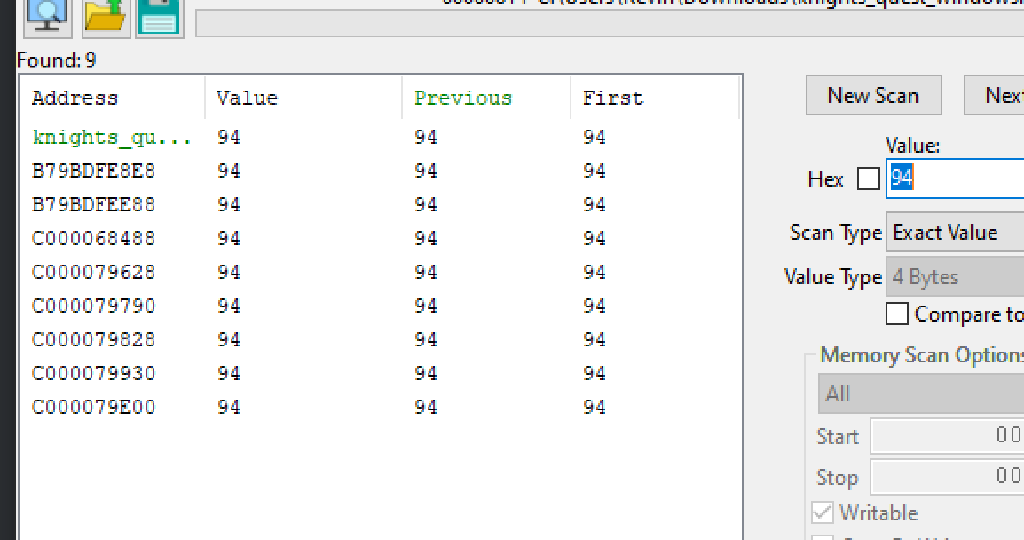 Found: 9
Address Value Previous First
knights_qu... 94 94 94
B79BDFE8E8 94 94 94
B79BDFEE88 94 94 94
C000068488 94 94 94
C000079628 94 94 94
C000079790 94 94 94
C000079828 94 94 94
C000079930 94 94 94
C000079E00 94 94 94
New Scan Next
Value:
Hex 94
Scan Type Exact Value
Value Type 4 Bytes
Compare to
Memory Scan Options
All
Start 00
Stop 00
Writable